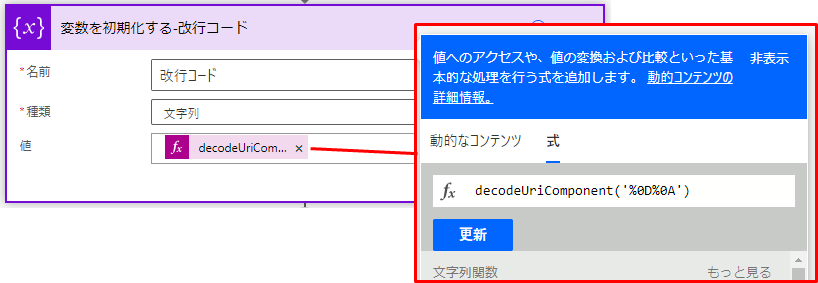 {x} 変数を初期化する-改行コード
*名前
改行コード
*種類
文字列
値
fx decodeUriCom... ×
値へのアクセスや、値の変換および比較といった基
本的な処理を行う式を追加します。 動的コンテンツの
詳細情報。
非表示
動的なコンテンツ
式
fx decodeUriComponent('%0D%0A')
更新
文字列関数
もっと見る